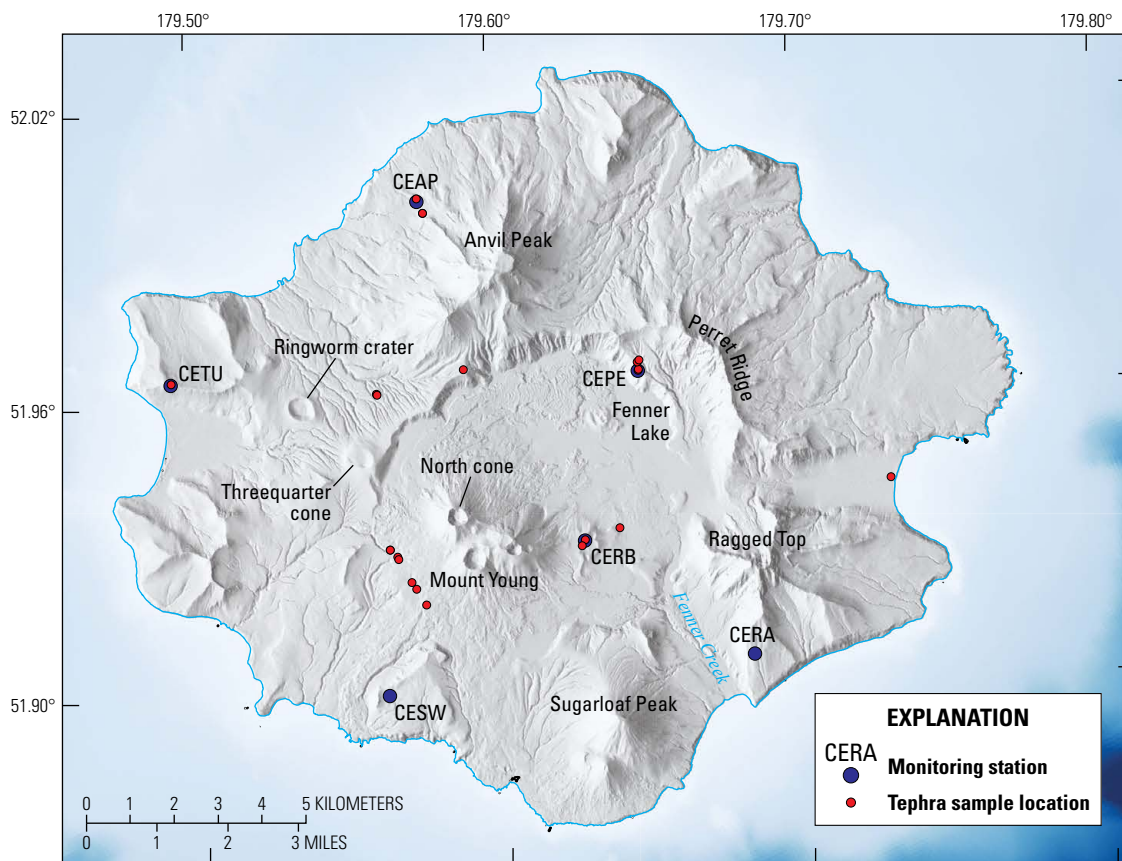 179.50°
179.60°
179.70°
179.80°
52.02°
CEAP
Anvil Peak
Perret Ridge
Ringworm crater
CETU
CEPE
51.96°
Fenner
Lake
North cone
Threequarter
cone
Ragged Top
CERB
Mount Young
Fenner Creek
CERA
51.90°
CESW
Sugarloaf Peak
EXPLANATION
CERA
Monitoring station
Tephra sample location
0 1 2 3 4 5 KILOMETERS
0 1 2 3 MILES